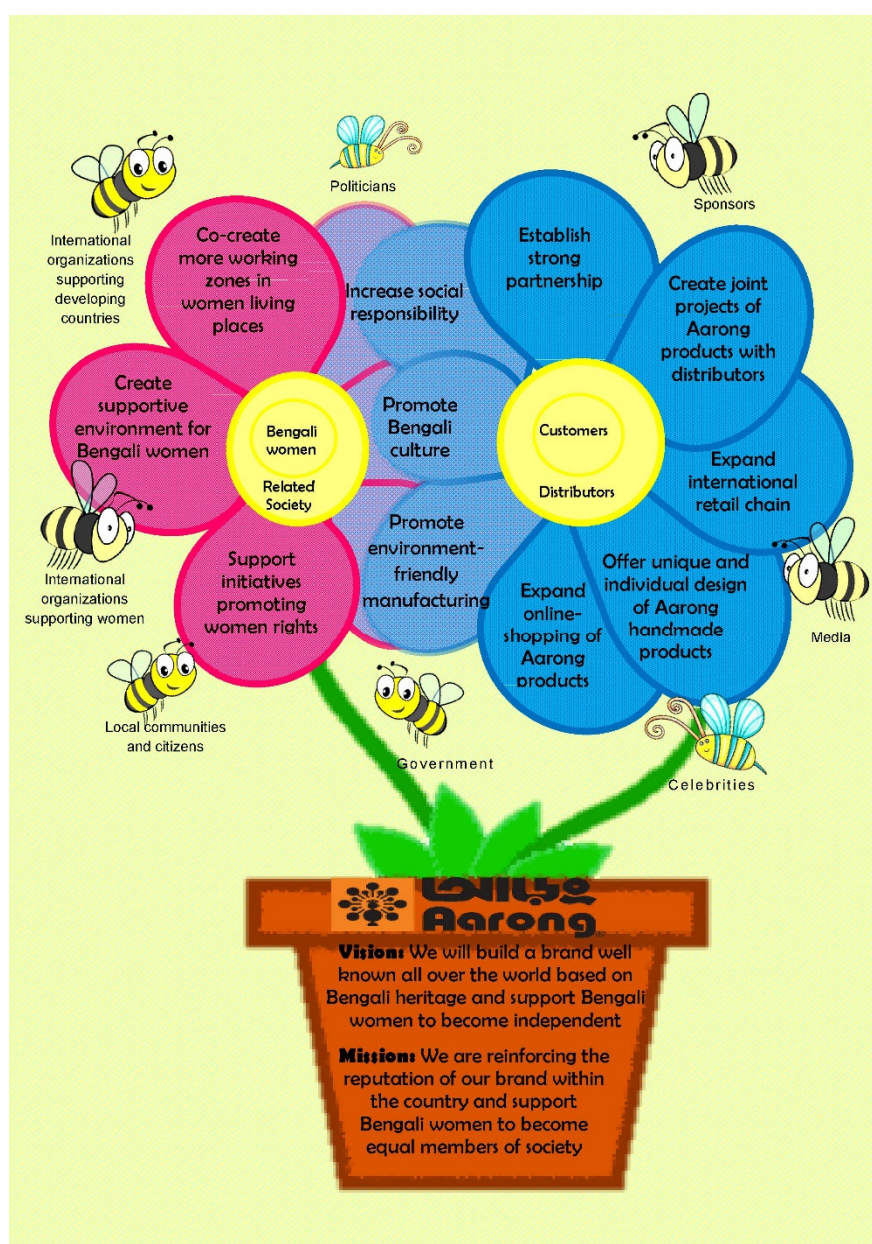 Politicians
Sponsors
International
organizations
supporting
developing
countries
Co-create
more working
zones in
women living
places
Increase social
responsibility
Establish
strong
partnership
Create joint
projects of
Aarong
products with
distributors
Create
supportive
environment for
Bengali women
Bengali
women
Related
Society
Promote
Bengali
culture
Customers
Distributors
Expand
international
retail chain
International
organizations
supporting women
Support
initiatives
promoting
women rights
Promote
environment-
friendly
manufacturing
Expand
online-
shopping of
Aarong
products
Offer unique and
individual design
of Aarong
handmade
products
Media
Local communities
and citizens
Government
Celebrities
Aarong
Vision: We will build a brand well
known all over the world based on
Bengali heritage and support Bengali
women to become independent
Mission: We are reinforcing the
reputation of our brand within
the country and support
Bengali women to become
equal members of society